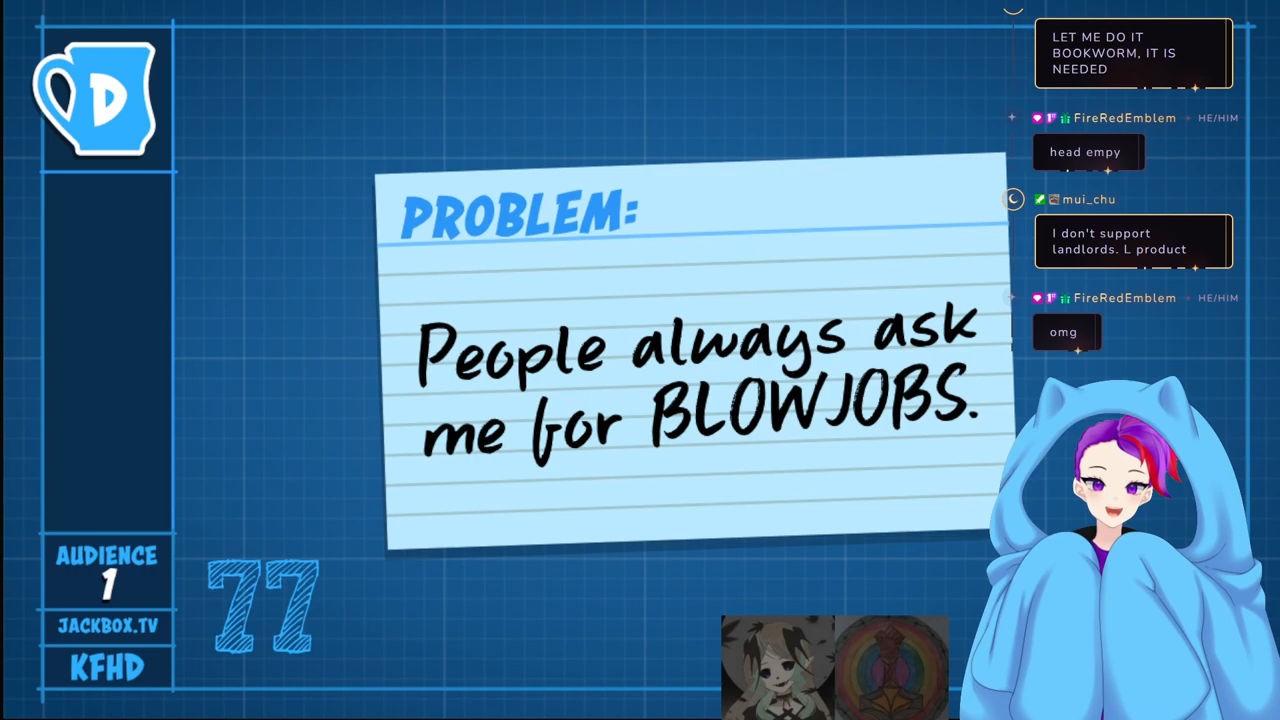 D
PROBLEM:
People always ask
me for BLOWJOBS.
AUDIENCE
1
JACKBOX.TV
KFHD
77
LET ME DO IT
BOOKWORM, IT IS
NEEDED
FireRedEmblem HE/HIM
head empy
mui_chu
I don't support
landlords. L product
FireRedEmblem HE/HIM
omg